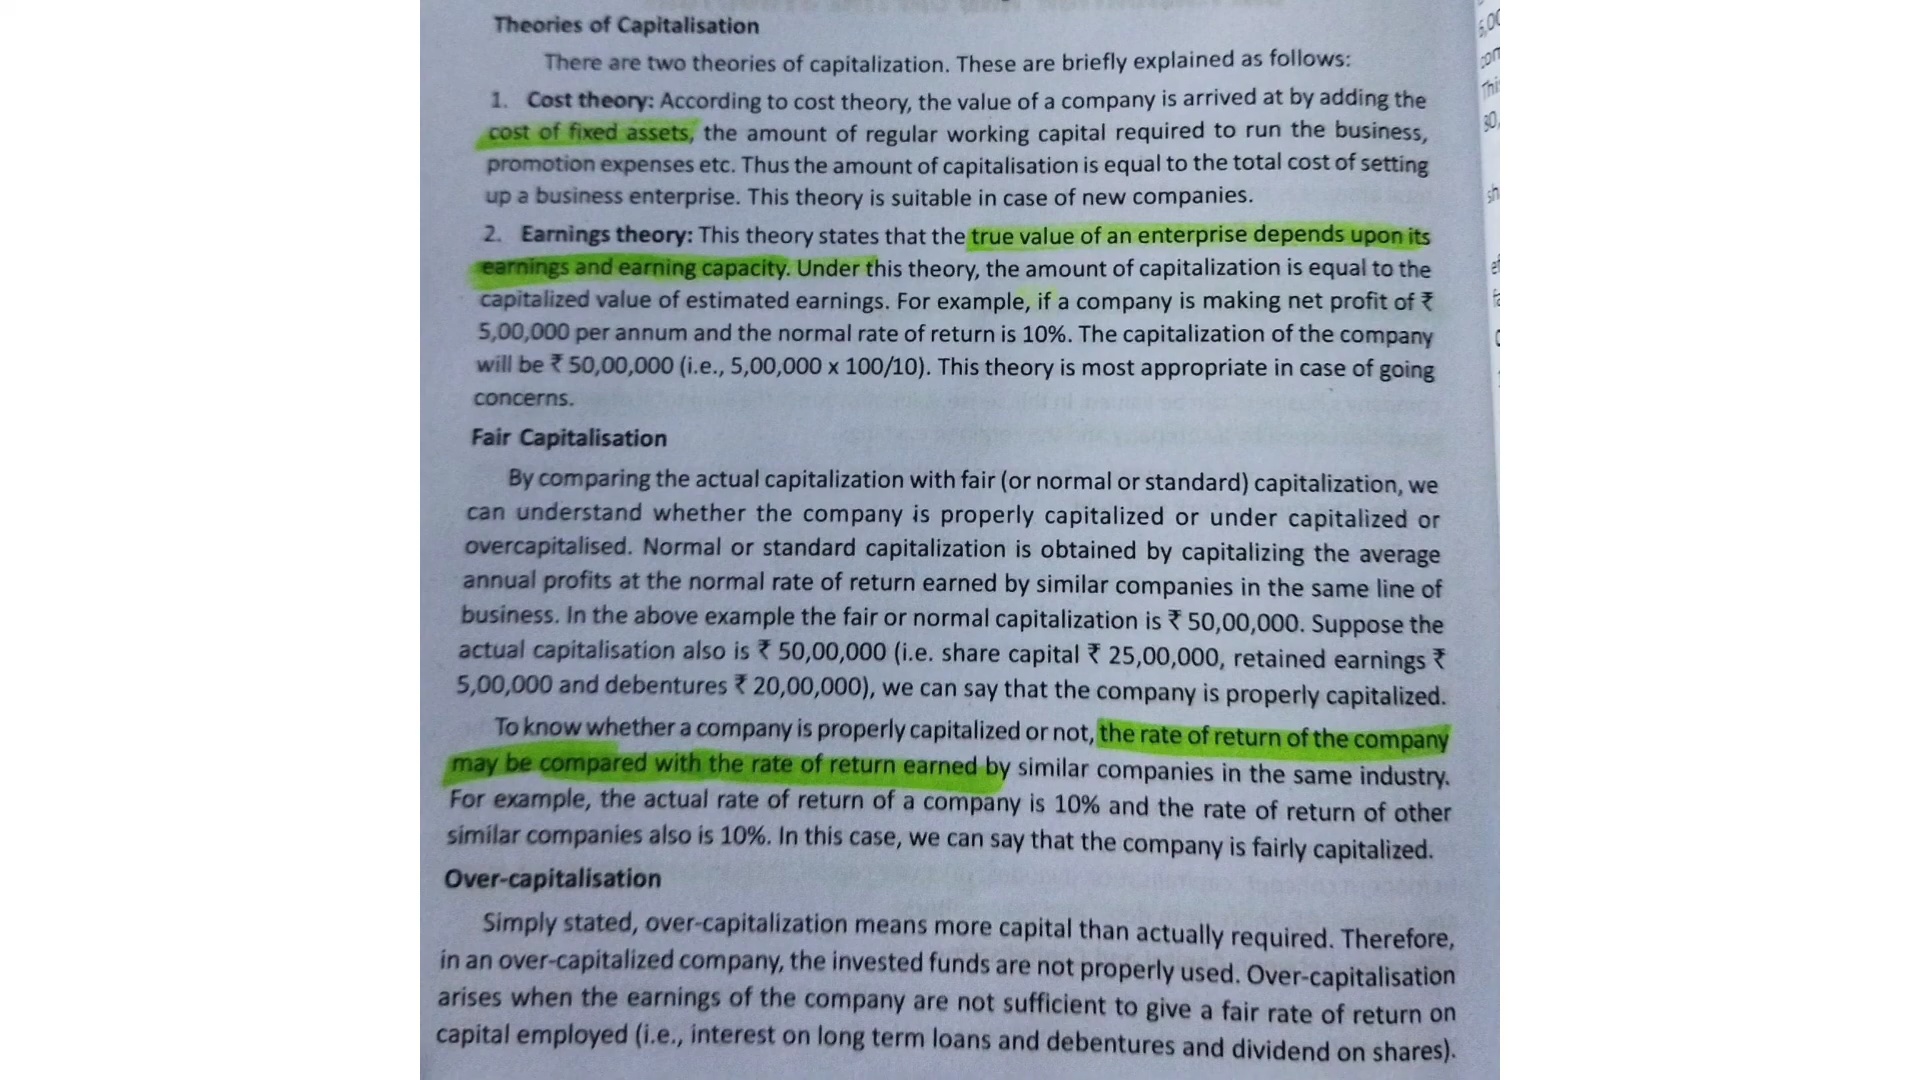 Theories of Capitalisation
There are two theories of capitalization. These are briefly explained as follows:
1. Cost theory: According to cost theory, the value of a company is arrived at by adding the
cost of fixed assets, the amount of regular working capital required to run the business,
promotion expenses etc. Thus the amount of capitalisation is equal to the total cost of setting
up a business enterprise. This theory is suitable in case of new companies.
2. Earnings theory: This theory states that the true value of an enterprise depends upon its
earnings and earning capacity. Under this theory, the amount of capitalization is equal to the
capitalized value of estimated earnings. For example, if a company is making net profit of ₹
5,00,000 per annum and the normal rate of return is 10%. The capitalization of the company
will be ₹ 50,00,000 (i.e., 5,00,000 x 100/10). This theory is most appropriate in case of going
concerns.
Fair Capitalisation
By comparing the actual capitalization with fair (or normal or standard) capitalization, we
can understand whether the company is properly capitalized or under capitalized or
overcapitalised. Normal or standard capitalization is obtained by capitalizing the average
annual profits at the normal rate of return earned by similar companies in the same line of
business. In the above example the fair or normal capitalization is ₹ 50,00,000. Suppose the
actual capitalisation also is ₹ 50,00,000 (i.e. share capital ₹ 25,00,000, retained earnings ₹
5,00,000 and debentures ₹ 20,00,000), we can say that the company is properly capitalized.
To know whether a company is properly capitalized or not, the rate of return of the company
may be compared with the rate of return earned by similar companies in the same industry.
For example, the actual rate of return of a company is 10% and the rate of return of other
similar companies also is 10%. In this case, we can say that the company is fairly capitalized.
Over-capitalisation
Simply stated, over-capitalization means more capital than actually required. Therefore,
in an over-capitalized company, the invested funds are not properly used. Over-capitalisation
arises when the earnings of the company are not sufficient to give a fair rate of return on
capital employed (i.e., interest on long term loans and debentures and dividend on shares).